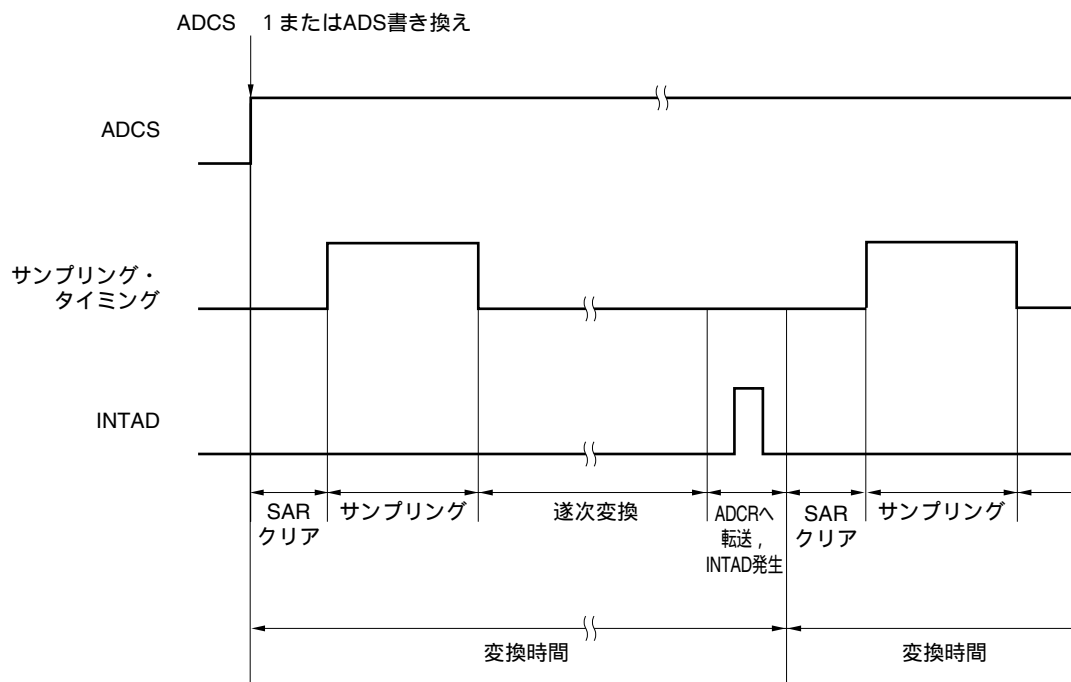 ADCS 1またはADS書き換え
ADCS
サンプリング・
タイミング
INTAD
SAR
クリア
サンプリング
遂次変換
ADCRへ
転送，
INTAD発生
SAR
クリア
サンプリング
変換時間
変換時間